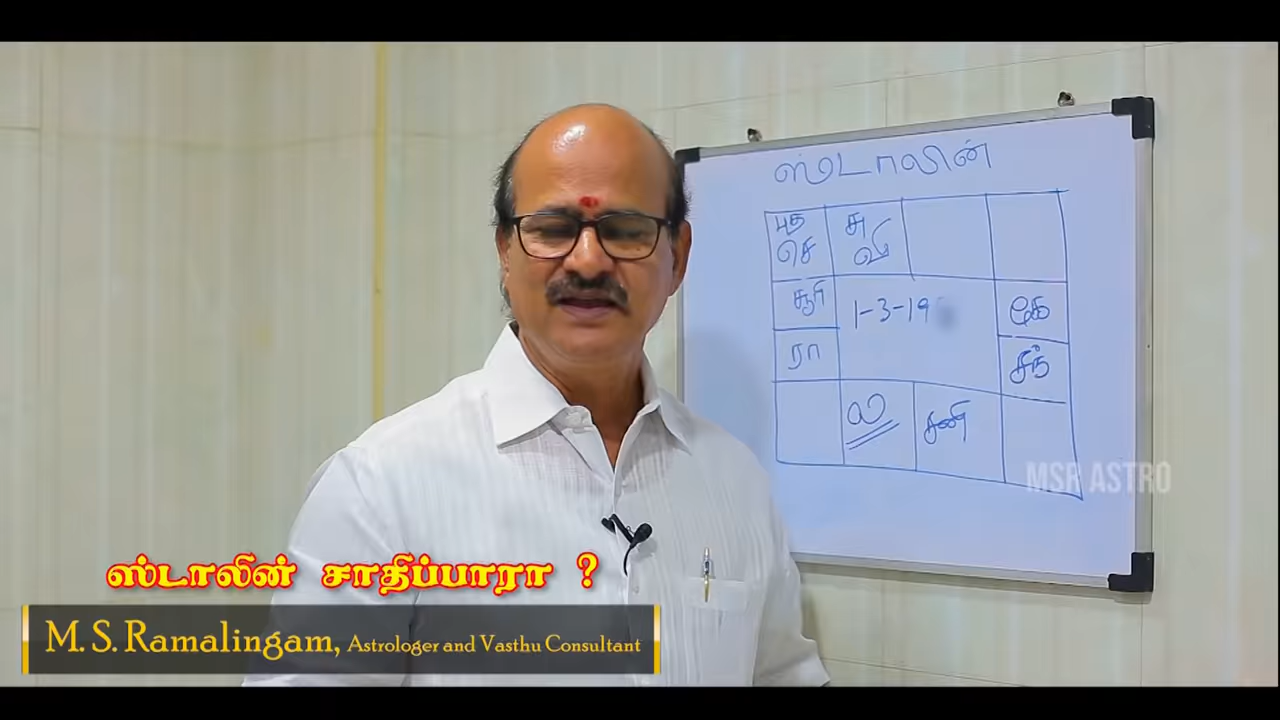 ஸ்டாலின்
புத சு
செ வி
சூரி 1-3-19 கே
ரா சந்
ல சனி
MSR ASTRO
ஸ்டாலின் சாதிப்பாரா ?
M. S. Ramalingam, Astrologer and Vasthu Consultant